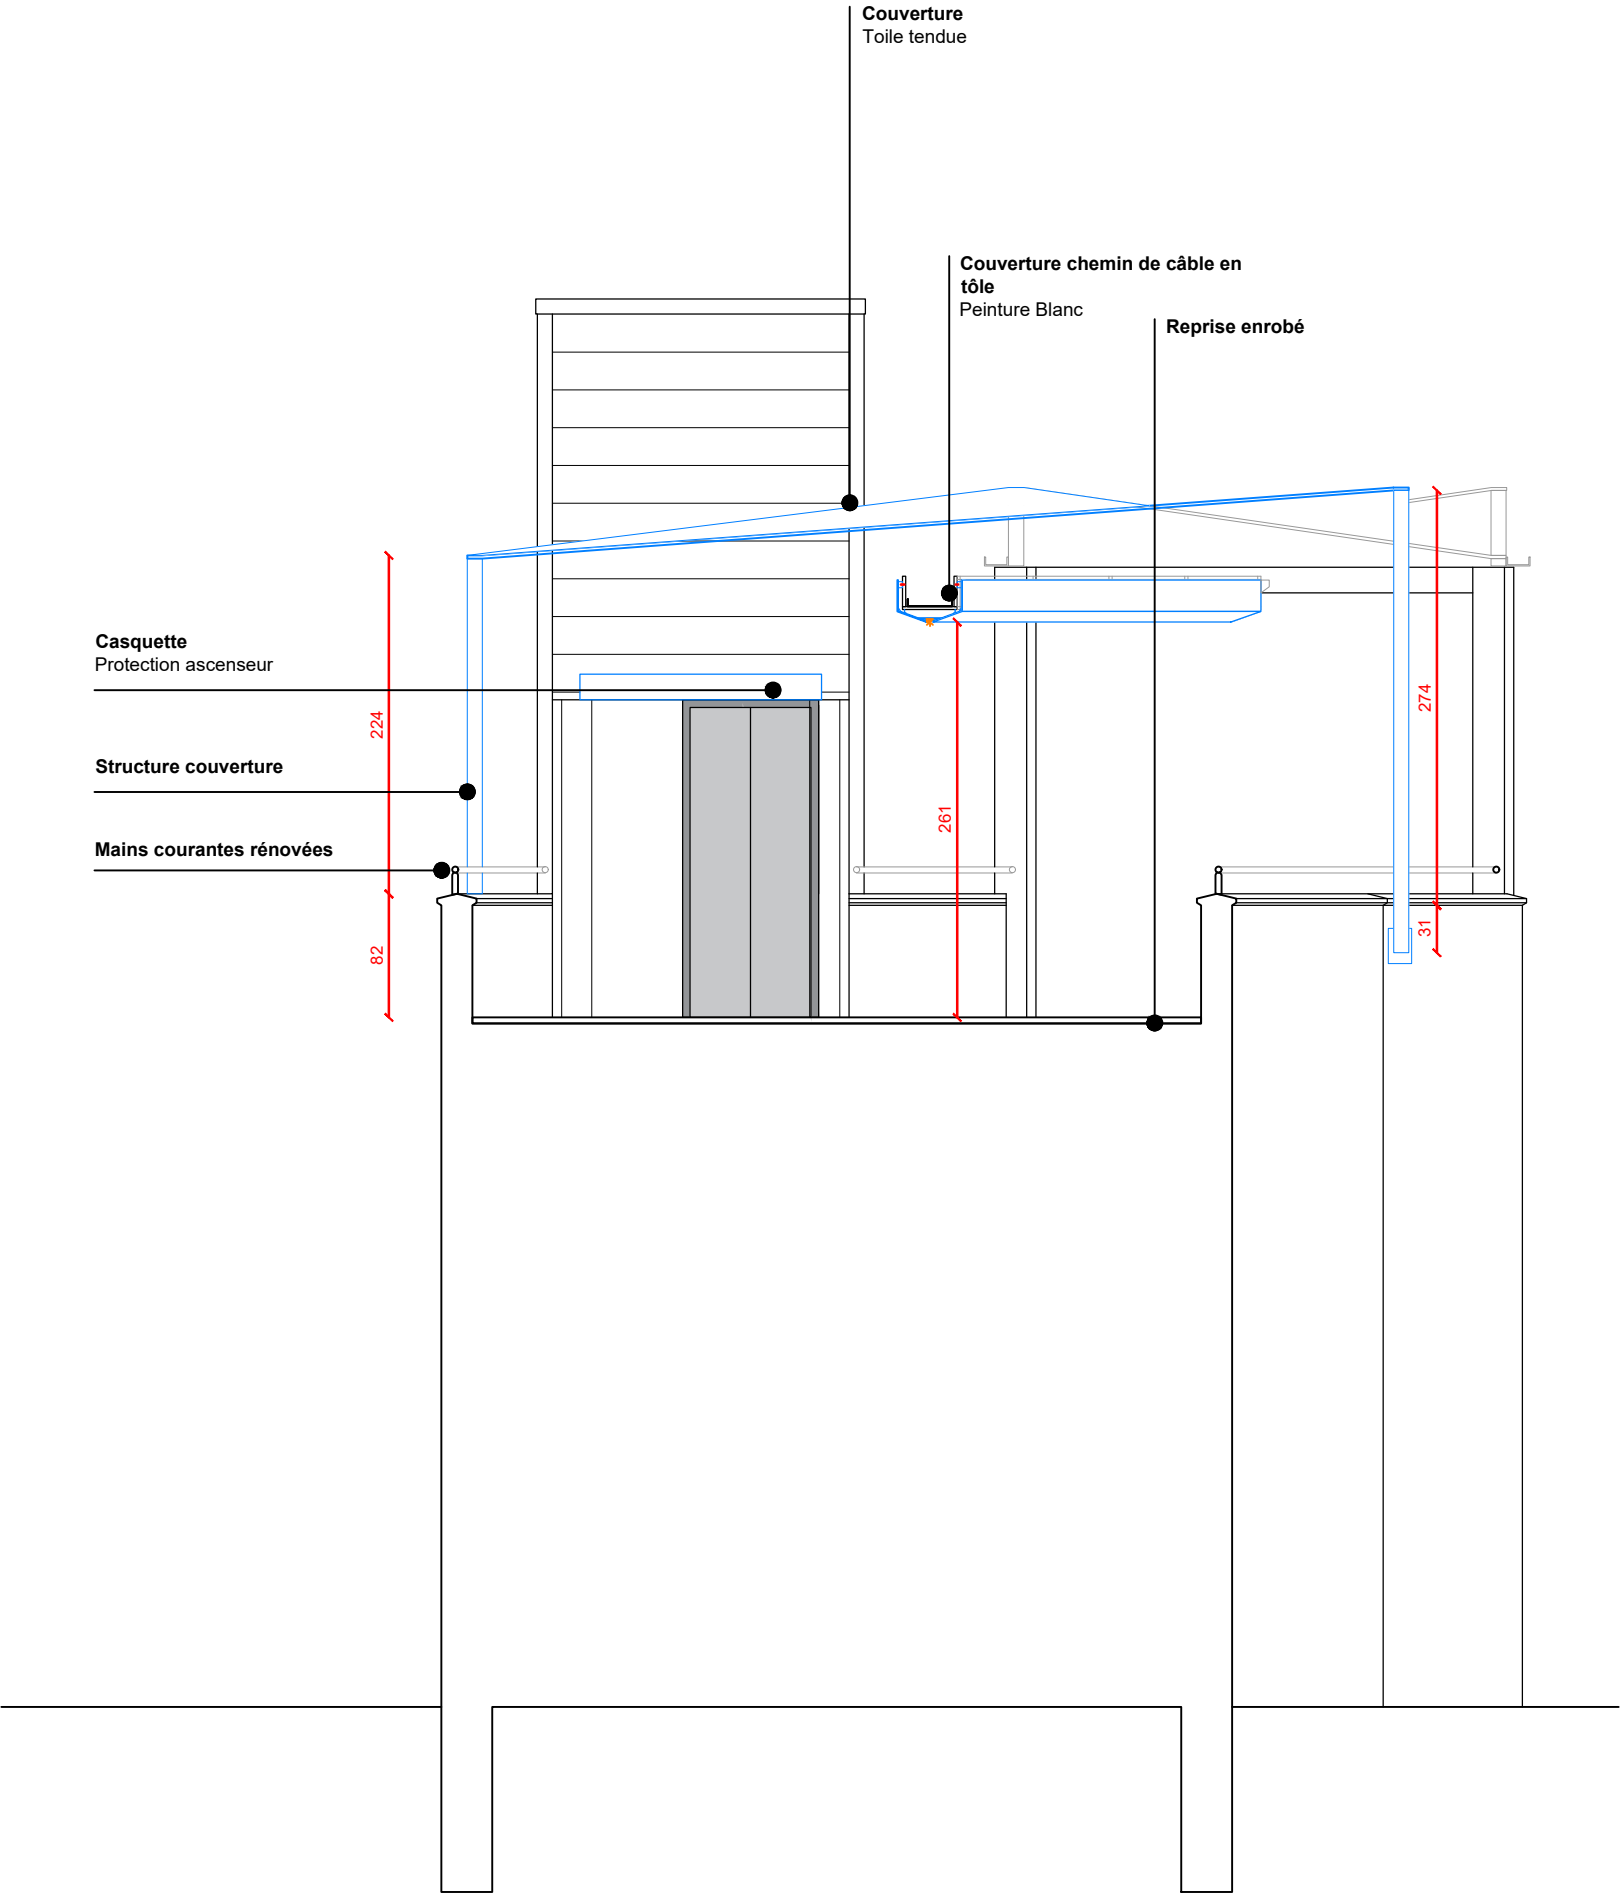 Couverture
Toile tendue
Couverture chemin de câble en
tôle
Peinture Blanc
Reprise enrobé
Casquette
Protection ascenseur
224
274
Structure couverture
261
Mains courantes rénovées
82
31